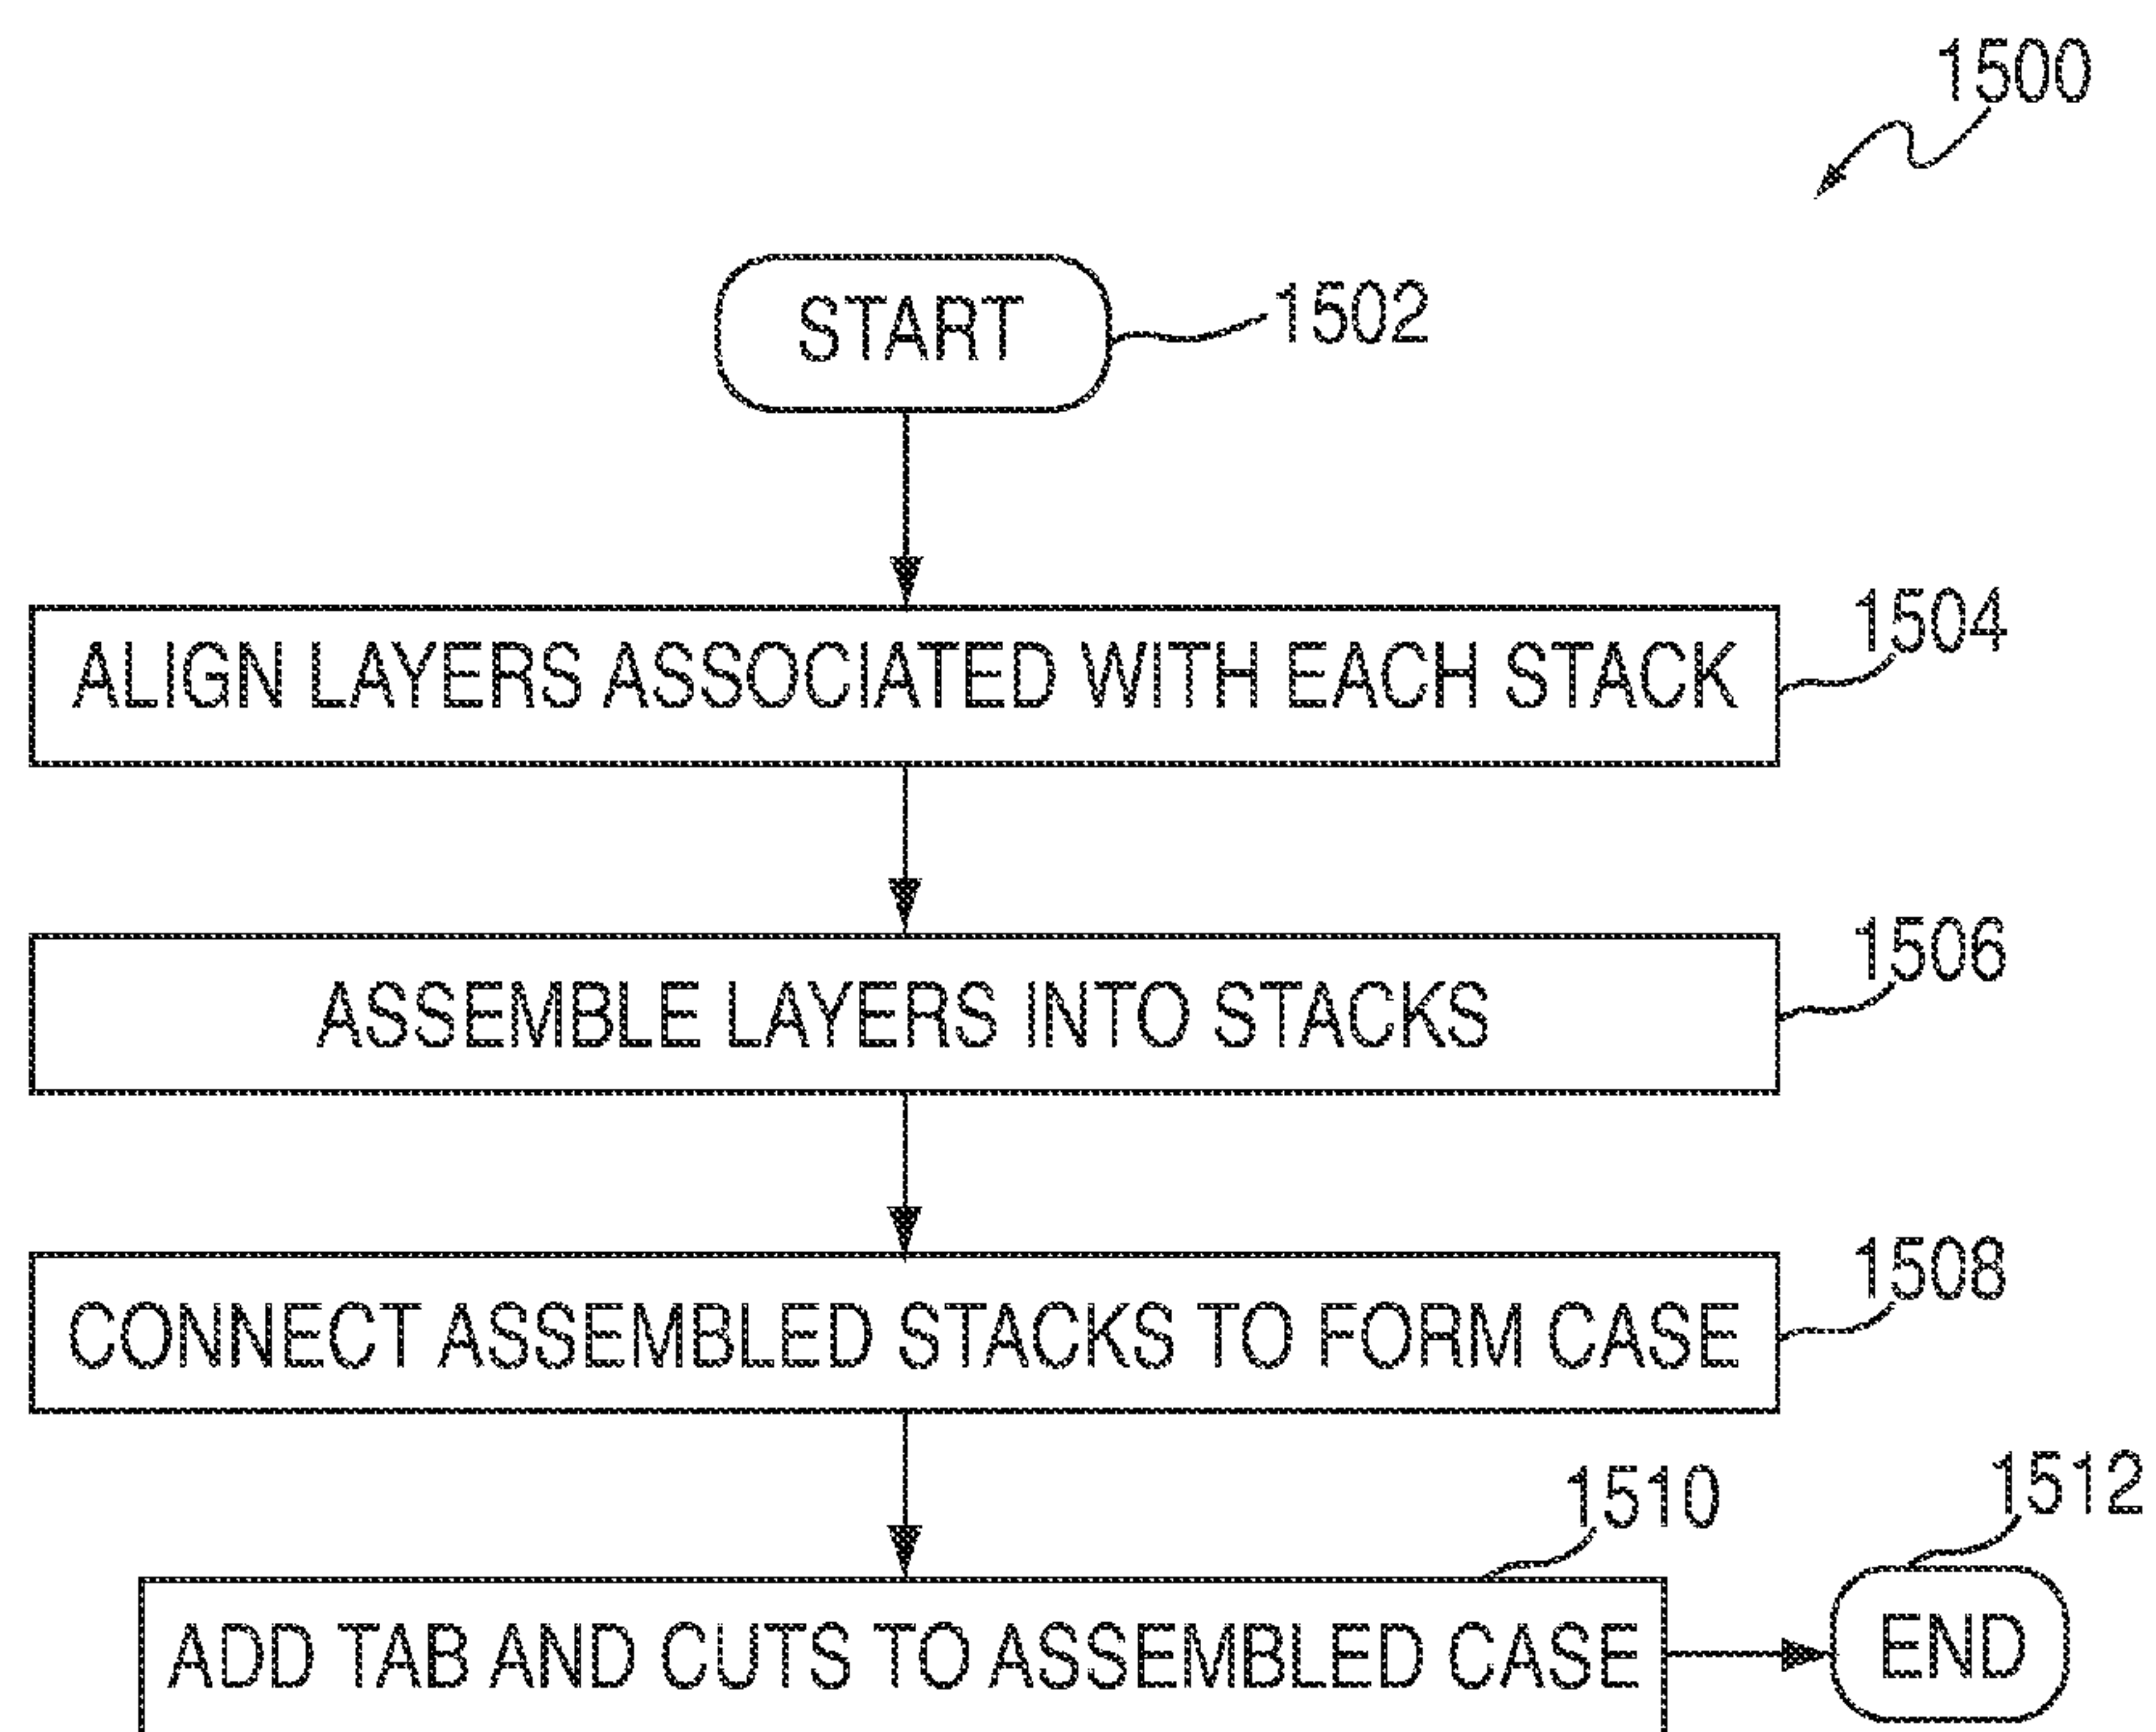 1500
START
1502
ALIGN LAYERS ASSOCIATED WITH EACH STACK
1504
ASSEMBLE LAYERS INTO STACKS
1506
CONNECT ASSEMBLED STACKS TO FORM CASE
1508
ADD TAB AND CUTS TO ASSEMBLED CASE
1510
END
1512